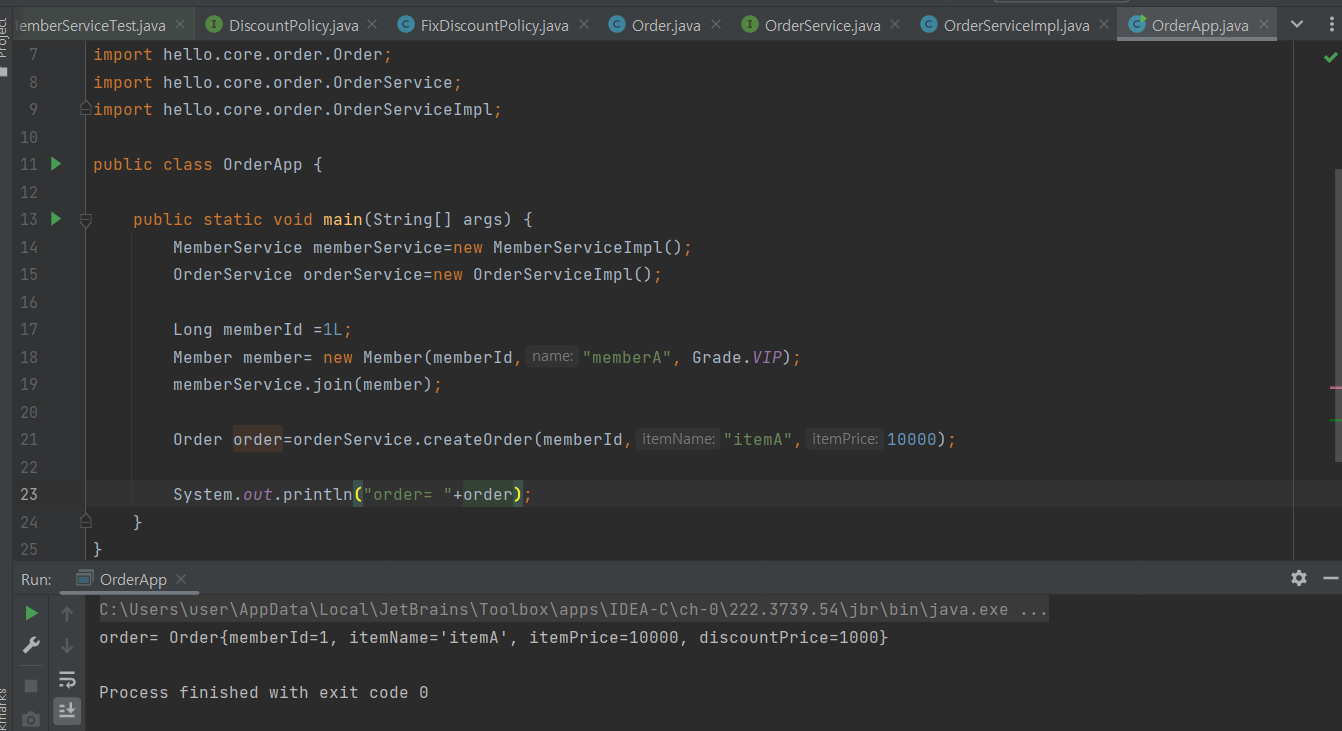 emberServiceTest.java DiscountPolicy.java FixDiscountPolicy.java Order.java OrderService.java OrderServiceImpl.java OrderApp.java
Project
7 import hello.core.order.Order;
8 import hello.core.order.OrderService;
9 import hello.core.order.OrderServiceImpl;
10
11 public class OrderApp {
12
13 public static void main(String[] args) {
14 MemberService memberService=new MemberServiceImpl();
15 OrderService orderService=new OrderServiceImpl();
16
17 Long memberId =1L;
18 Member member= new Member(memberId, name: "memberA", Grade.VIP);
19 memberService.join(member);
20
21 Order order=orderService.createOrder(memberId, itemName: "itemA", itemPrice: 10000);
22
23 System.out.println("order= "+order);
24 }
25 }
Run: OrderApp
C:\Users\user\AppData\Local\JetBrains\Toolbox\apps\IDEA-C\ch-0\222.3739.54\jbr\bin\java.exe ...
order= Order{memberId=1, itemName='itemA', itemPrice=10000, discountPrice=1000}
Process finished with exit code 0
kmarks